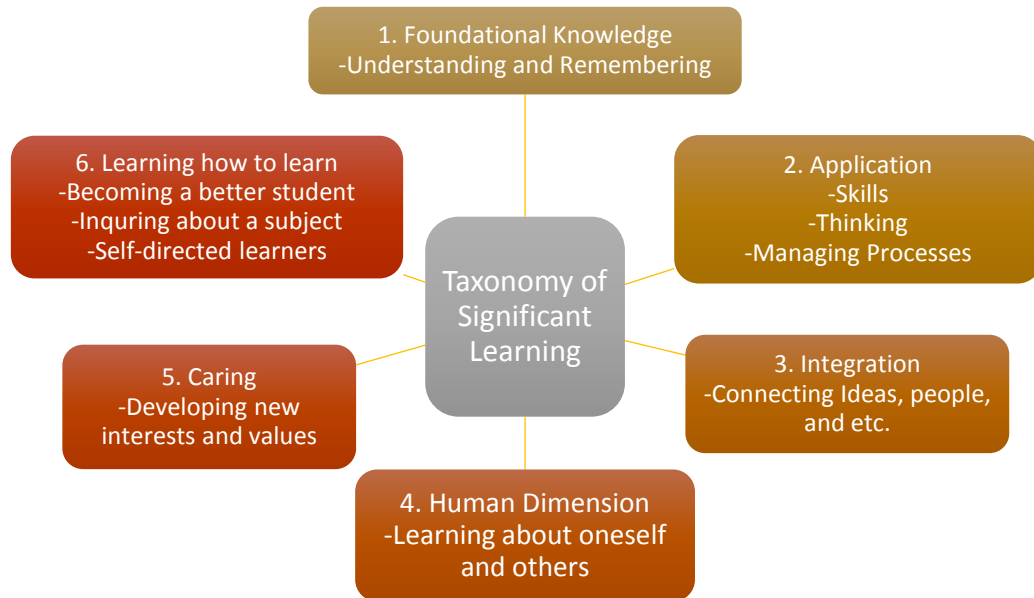 1. Foundational Knowledge
-Understanding and Remembering
6. Learning how to learn
-Becoming a better student
-Inquring about a subject
-Self-directed learners
2. Application
-Skills
-Thinking
-Managing Processes
Taxonomy of
Significant
Learning
5. Caring
-Developing new
interests and values
3. Integration
-Connecting Ideas, people,
and etc.
4. Human Dimension
-Learning about oneself
and others